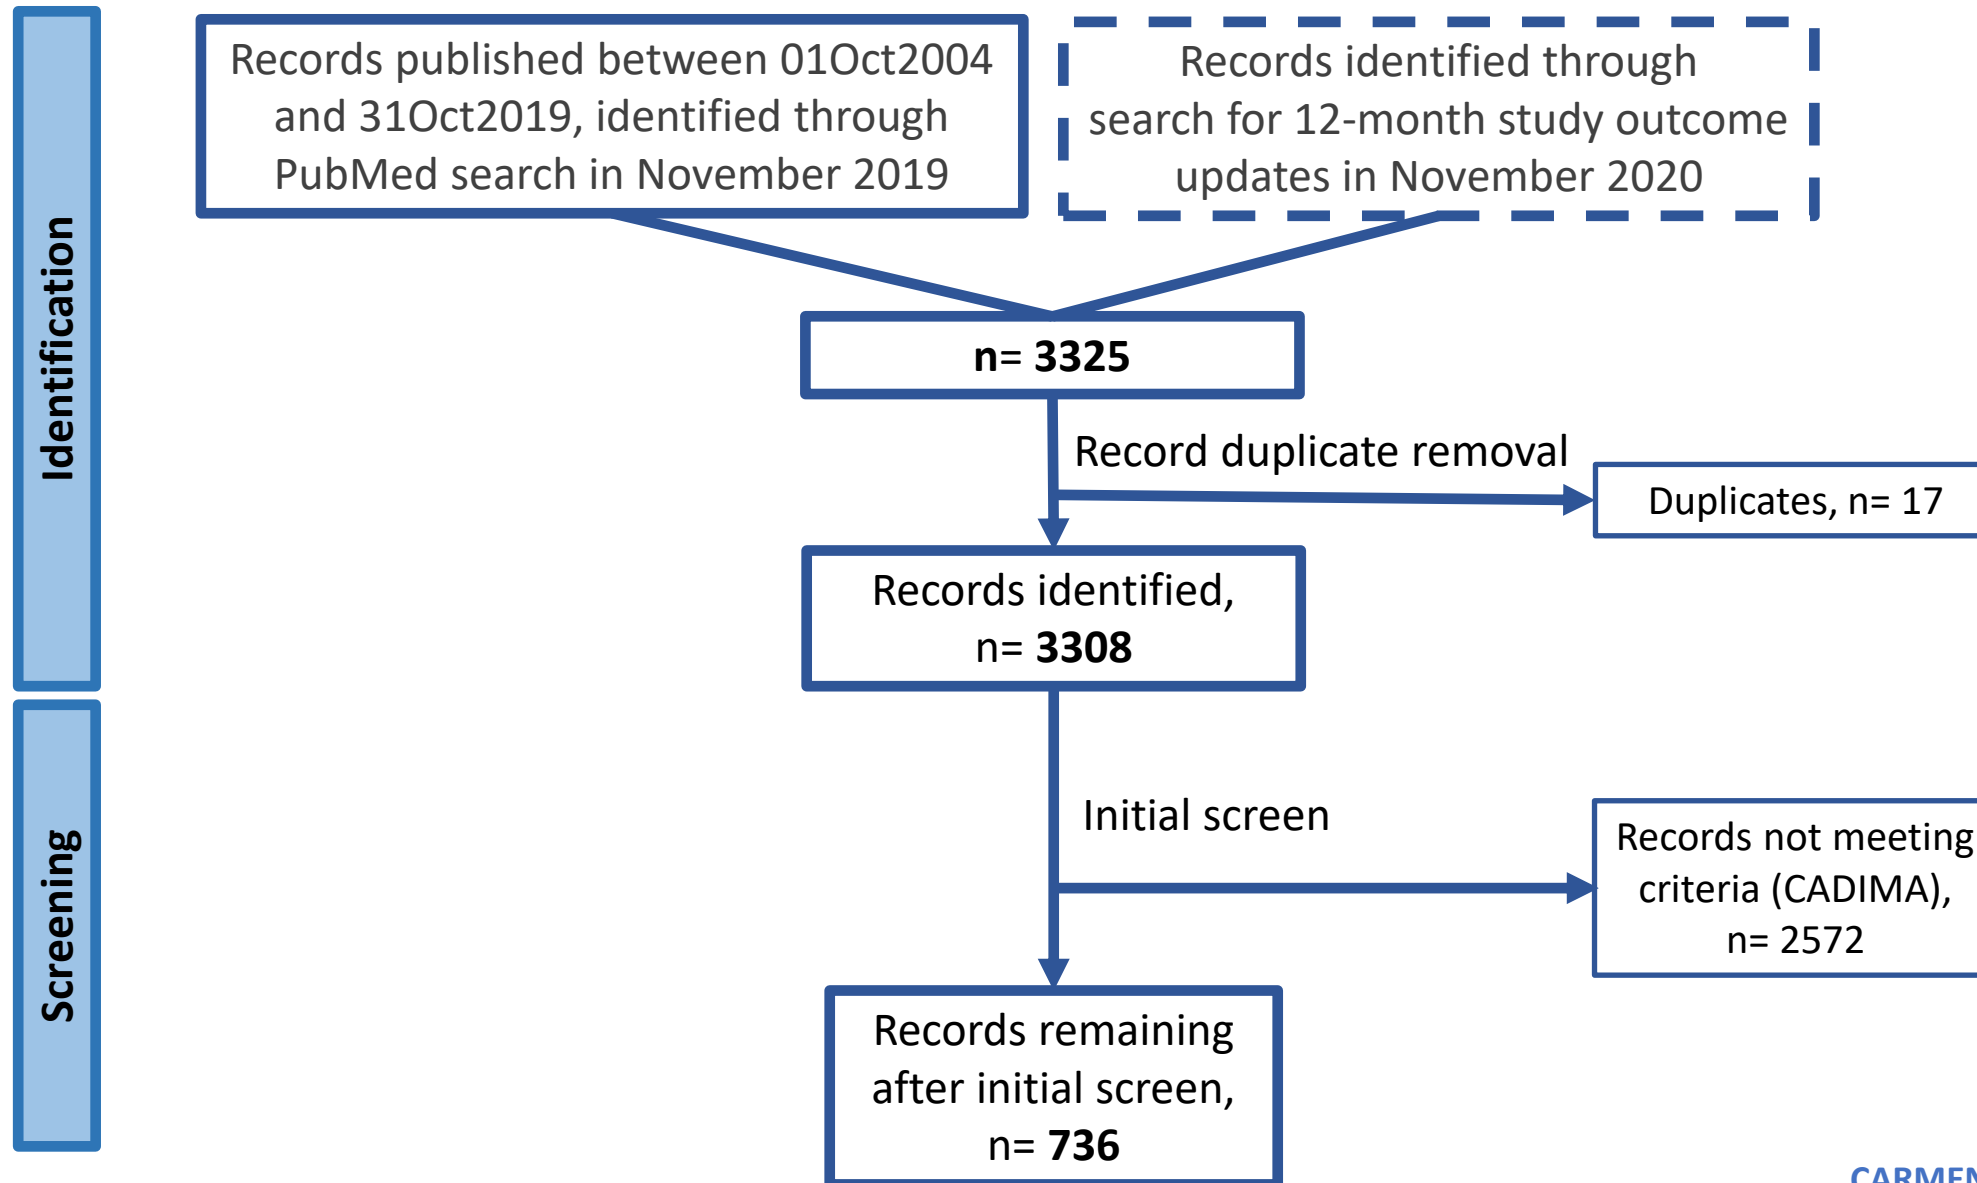 Identification
Records published between 01Oct2004
and 31Oct2019, identified through
PubMed search in November 2019
Records identified through
search for 12-month study outcome
updates in November 2020
n= 3325
Record duplicate removal
Duplicates, n= 17
Records identified,
n= 3308
Screening
Initial screen
Records not meeting
criteria (CADIMA),
n= 2572
Records remaining
after initial screen,
n= 736
CARMEN